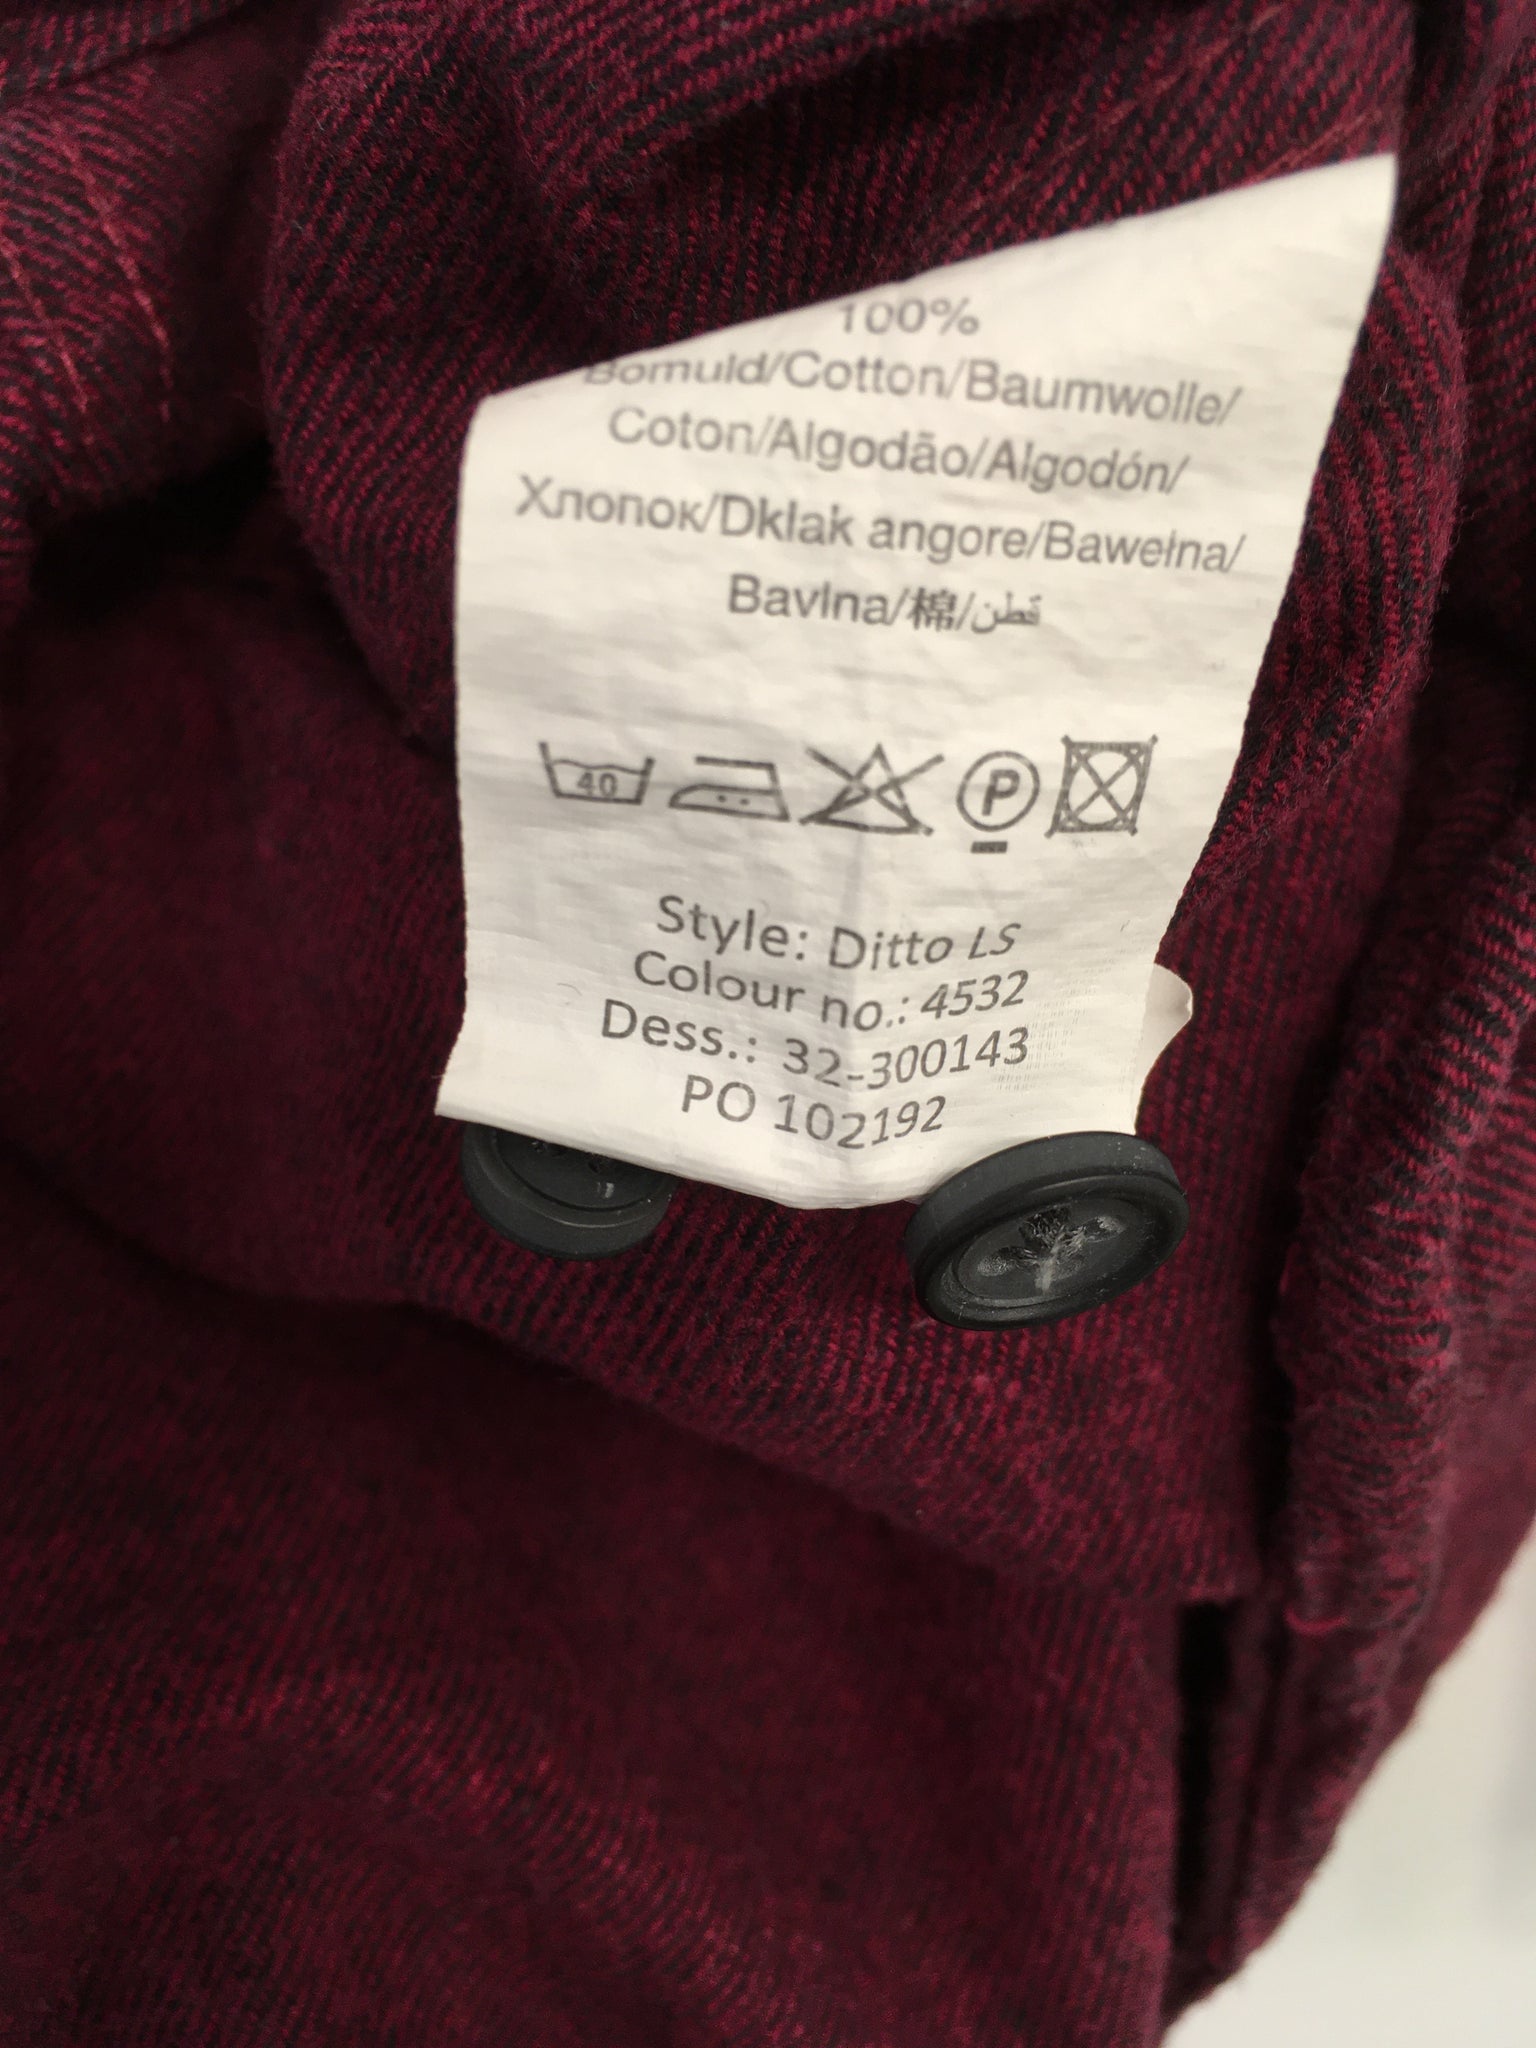 100%
Bomuld/Cotton/Baumwolle/
Coton/Algodão/Algodón/
Хлопок/Dklak angore/Bawełna/
Bavlna/棉/قطن
40
P
Style: Ditto LS
Colour no.: 4532
Dess.: 32-300143
PO 102192